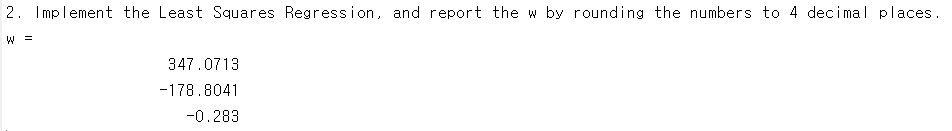 2. Implement the Least Squares Regression, and report the w by rounding the numbers to 4 decimal places.
w =
347.0713
-178.8041
-0.283